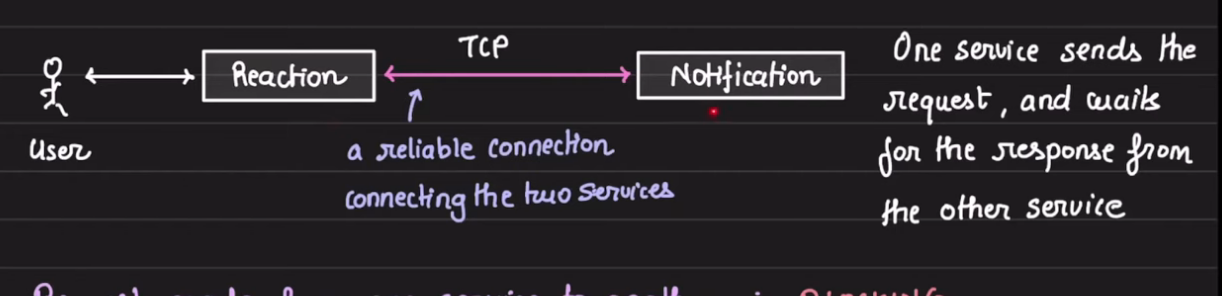 TCP
Reaction
Notification
User
a reliable connection
connecting the two services
One service sends the
request, and waits
for the response from
the other service